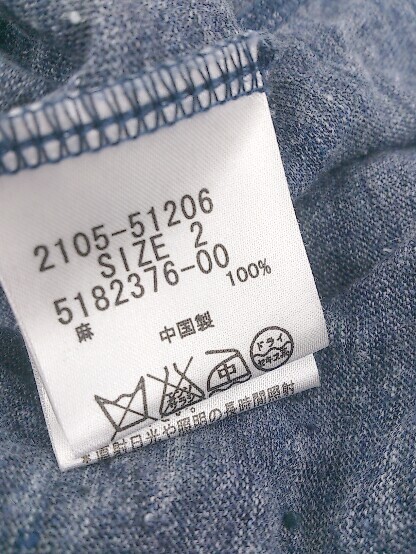 2105-51206
SIZE 2
5182376-00
麻 100%
中国製
中 ドライ
直射日光や照明の長時間照射